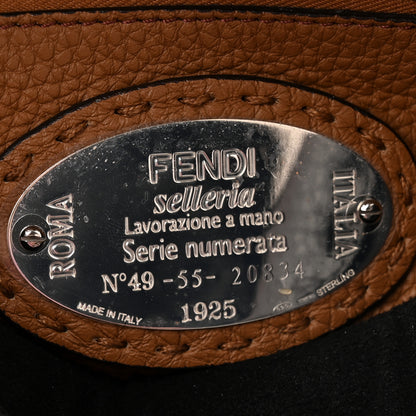 FENDI
selleria
Lavorazione a mano
Serie numerata
N°49 -55- 20834
1925
ROMA
ITALIA
MADE IN ITALY
STERLING